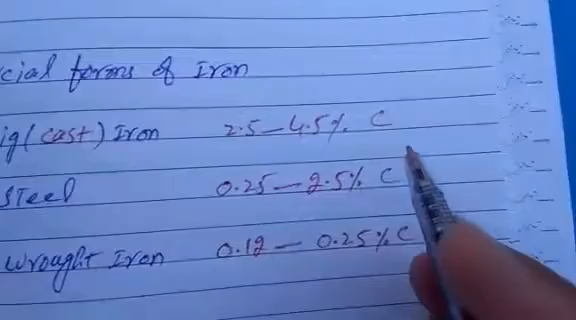 cial forms of Iron
ig(cast) Iron 2.5-4.5% C
Steel 0.25-2.5% C
wrought Iron 0.12-0.25% C